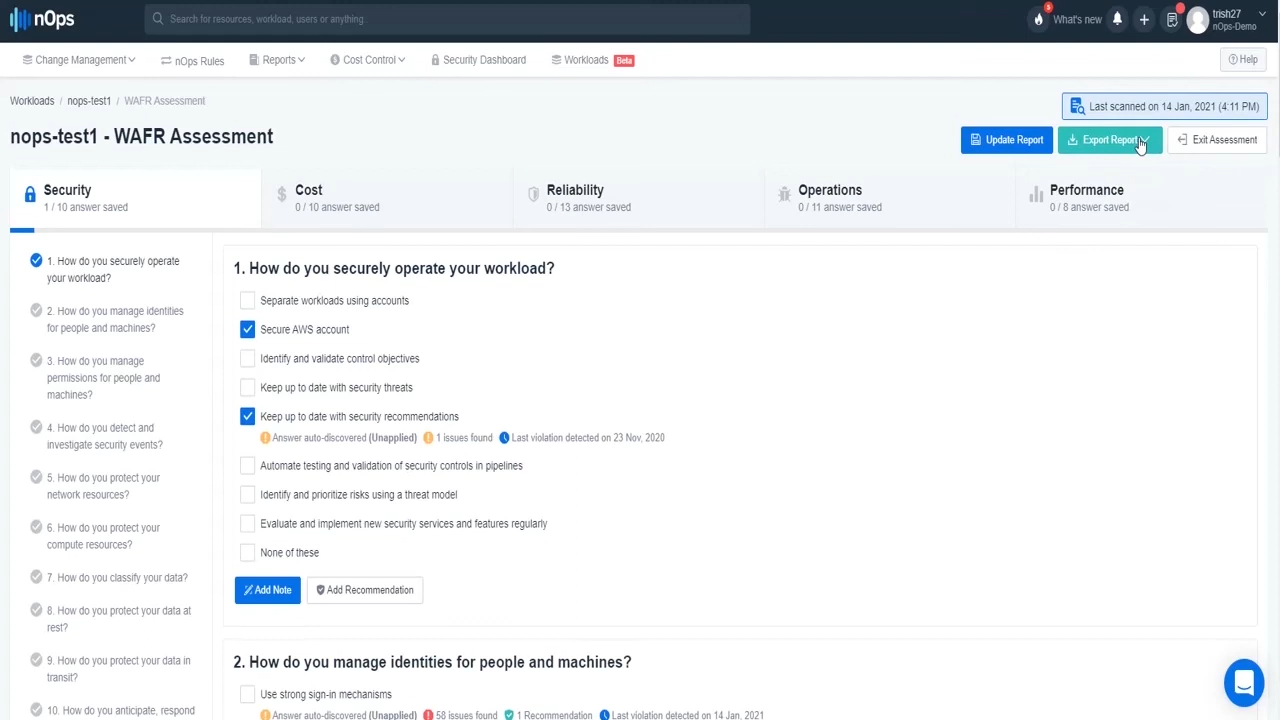 nOps
Search for resources, workload, users or anything.
What's new
trish27
nOps-Demo
Change Management
nOps Rules
Reports
Cost Control
Security Dashboard
Workloads Beta
Help
Workloads / nops-test1 / WAFR Assessment
Last scanned on 14 Jan, 2021 (4:11 PM)
nops-test1 - WAFR Assessment
Update Report
Export Report
Exit Assessment
Security
1 / 10 answer saved
Cost
0 / 10 answer saved
Reliability
0 / 13 answer saved
Operations
0 / 11 answer saved
Performance
0 / 8 answer saved
1. How do you securely operate
your workload?
2. How do you manage identities
for people and machines?
3. How do you manage
permissions for people and
machines?
4. How do you detect and
investigate security events?
5. How do you protect your
network resources?
6. How do you protect your
compute resources?
7. How do you classify your data?
8. How do you protect your data at
rest?
9. How do you protect your data in
transit?
10. How do you anticipate, respond
1. How do you securely operate your workload?
Separate workloads using accounts
Secure AWS account
Identify and validate control objectives
Keep up to date with security threats
Keep up to date with security recommendations
Answer auto-discovered (Unapplied) 1 issues found Last violation detected on 23 Nov, 2020
Automate testing and validation of security controls in pipelines
Identify and prioritize risks using a threat model
Evaluate and implement new security services and features regularly
None of these
Add Note
Add Recommendation
2. How do you manage identities for people and machines?
Use strong sign-in mechanisms
Answer auto-discovered (Unapplied) 58 issues found 1 Recommendation Last violation detected on 14 Jan, 2021